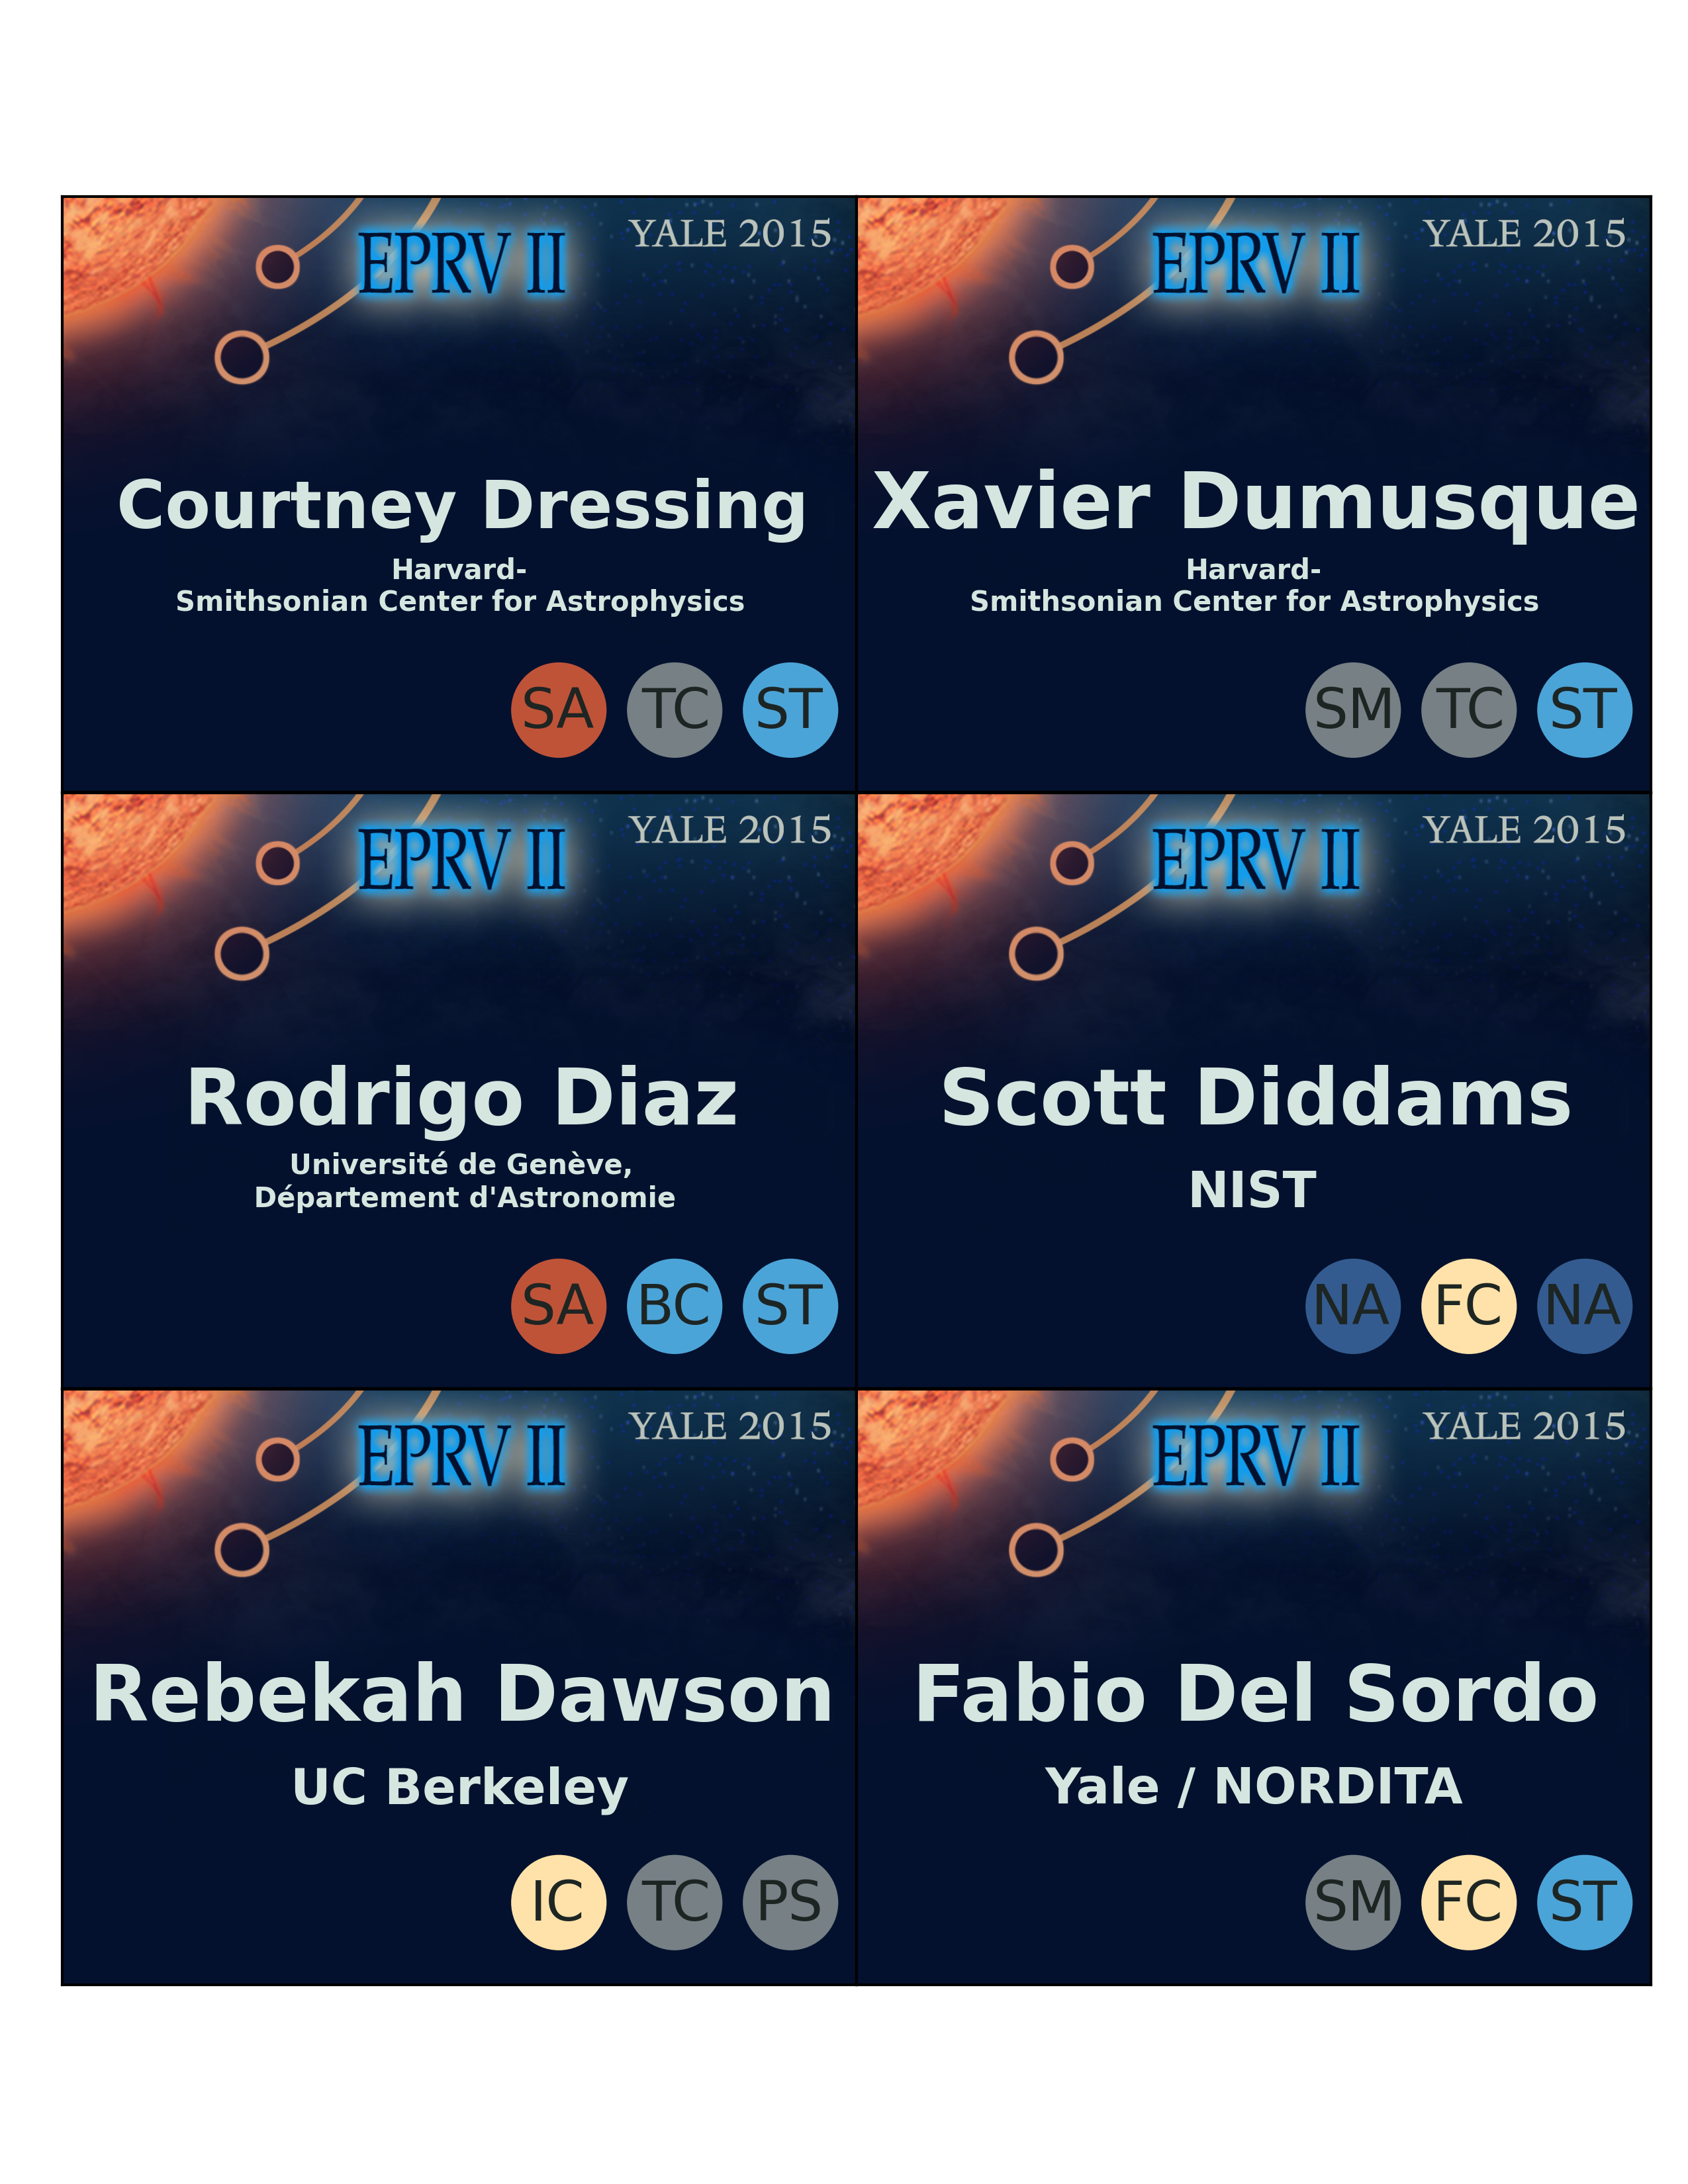 EPRV II YALE 2015
Courtney Dressing
Harvard-
Smithsonian Center for Astrophysics
SA TC ST
EPRV II YALE 2015
Xavier Dumusque
Harvard-
Smithsonian Center for Astrophysics
SM TC ST
EPRV II YALE 2015
Rodrigo Diaz
Université de Genève,
Département d'Astronomie
SA BC ST
EPRV II YALE 2015
Scott Diddams
NIST
NA FC NA
EPRV II YALE 2015
Rebekah Dawson
UC Berkeley
IC TC PS
EPRV II YALE 2015
Fabio Del Sordo
Yale / NORDITA
SM FC ST